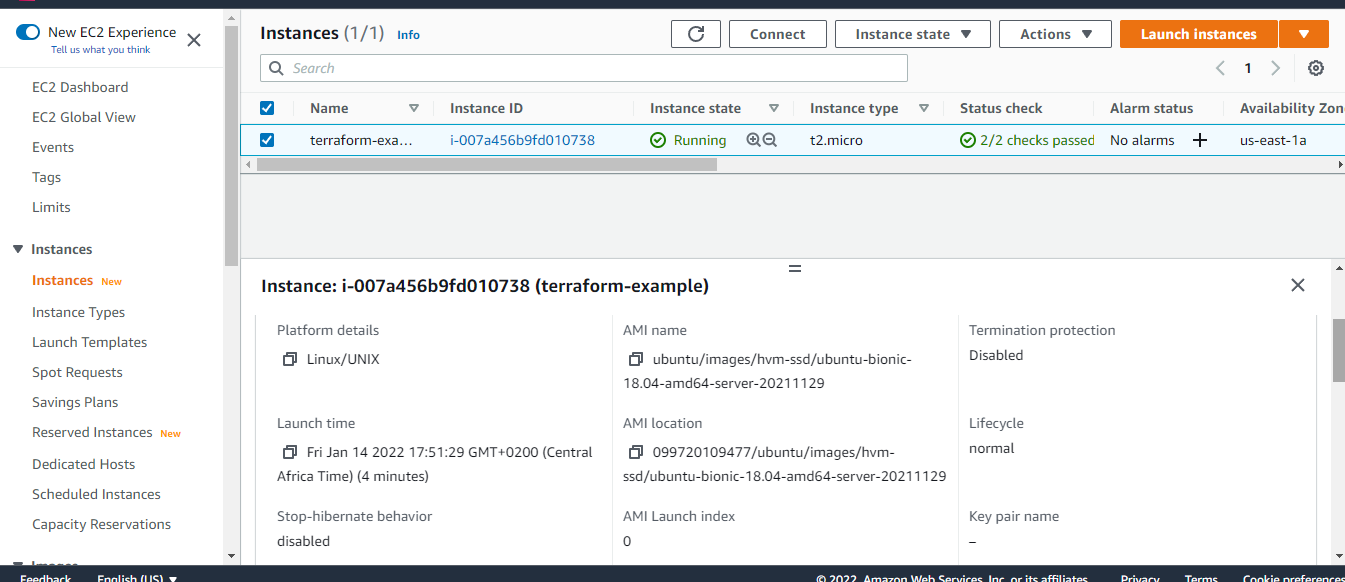 New EC2 Experience
Tell us what you think
EC2 Dashboard
EC2 Global View
Events
Tags
Limits
Instances
Instances New
Instance Types
Launch Templates
Spot Requests
Savings Plans
Reserved Instances New
Dedicated Hosts
Scheduled Instances
Capacity Reservations
Images
Instances (1/1) Info
Connect
Instance state
Actions
Launch instances
Search
1
Name Instance ID Instance state Instance type Status check Alarm status Availability Zon
terraform-exa... i-007a456b9fd010738 Running t2.micro 2/2 checks passed No alarms + us-east-1a
Instance: i-007a456b9fd010738 (terraform-example)
Platform details
Linux/UNIX
AMI name
ubuntu/images/hvm-ssd/ubuntu-bionic-
18.04-amd64-server-20211129
Termination protection
Disabled
Launch time
Fri Jan 14 2022 17:51:29 GMT+0200 (Central
Africa Time) (4 minutes)
AMI location
099720109477/ubuntu/images/hvm-
ssd/ubuntu-bionic-18.04-amd64-server-20211129
Lifecycle
normal
Stop-hibernate behavior
disabled
AMI Launch index
0
Key pair name
–
Feedback English (US) © 2022, Amazon Web Services, Inc. or its affiliates. Privacy Terms Cookie preferences